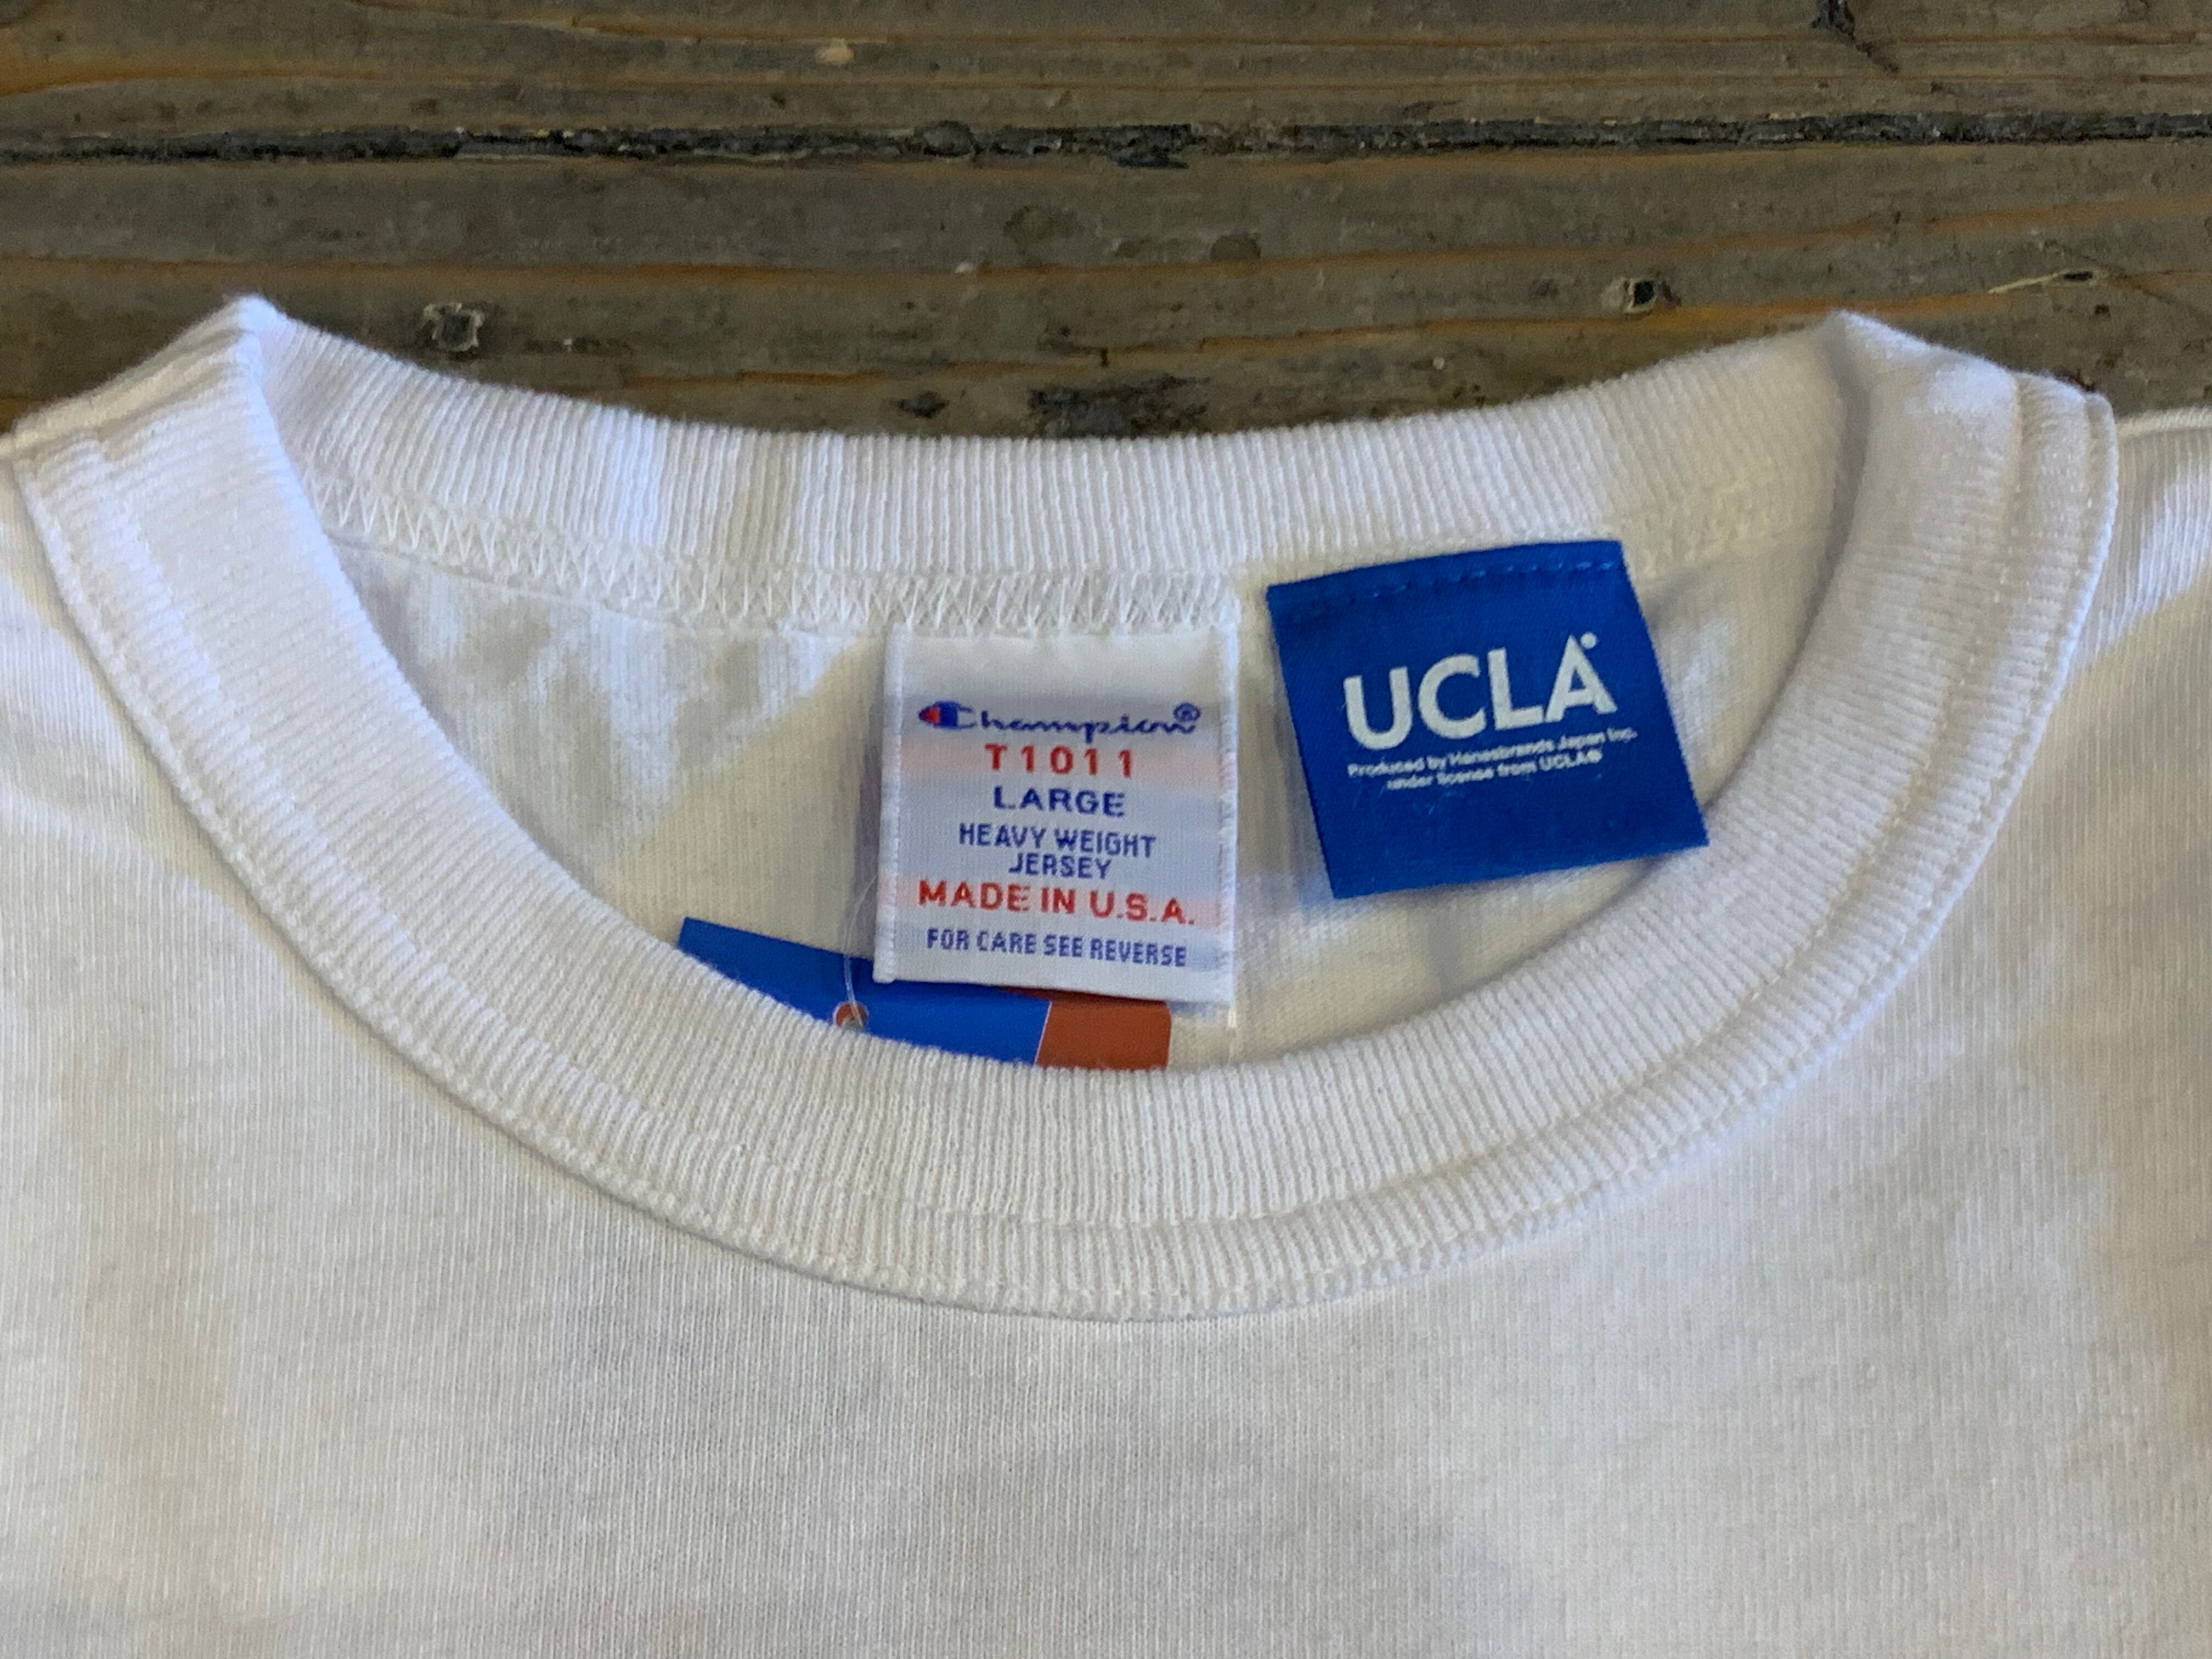 Champion®
T1011
LARGE
HEAVY WEIGHT
JERSEY
MADE IN U.S.A.
FOR CARE SEE REVERSE
UCLA
Produced by Hanesbrands Japan Inc.
under license from UCLA®